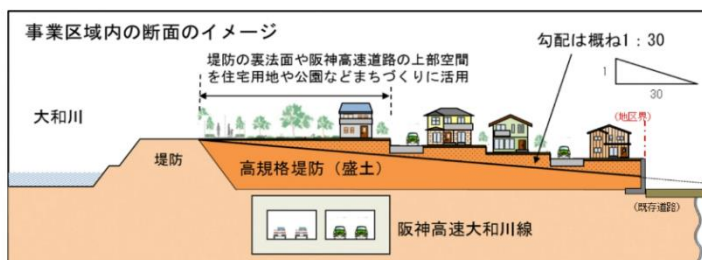 事業区域内の断面のイメージ
堤防の裏法面や阪神高速道路の上部空間
を住宅用地や公園などまちづくりに活用
勾配は概ね1：30
1
30
大和川
(地区界)
堤防
高規格堤防（盛土）
(既存道路)
阪神高速大和川線